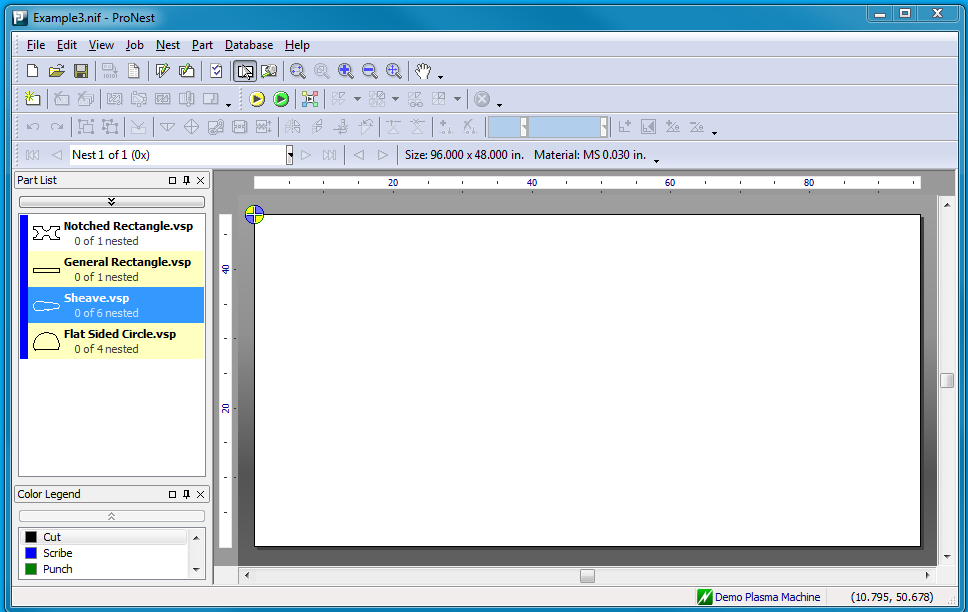 Example3.nif - ProNest
File Edit View Job Nest Part Database Help
Nest 1 of 1 (0x) Size: 96.000 x 48.000 in. Material: MS 0.030 in.
Part List
20 40 60 80
Notched Rectangle.vsp
0 of 1 nested
General Rectangle.vsp
0 of 1 nested
40
Sheave.vsp
0 of 6 nested
Flat Sided Circle.vsp
0 of 4 nested
20
Color Legend
Cut
Scribe
Punch
Demo Plasma Machine (10.795, 50.678)